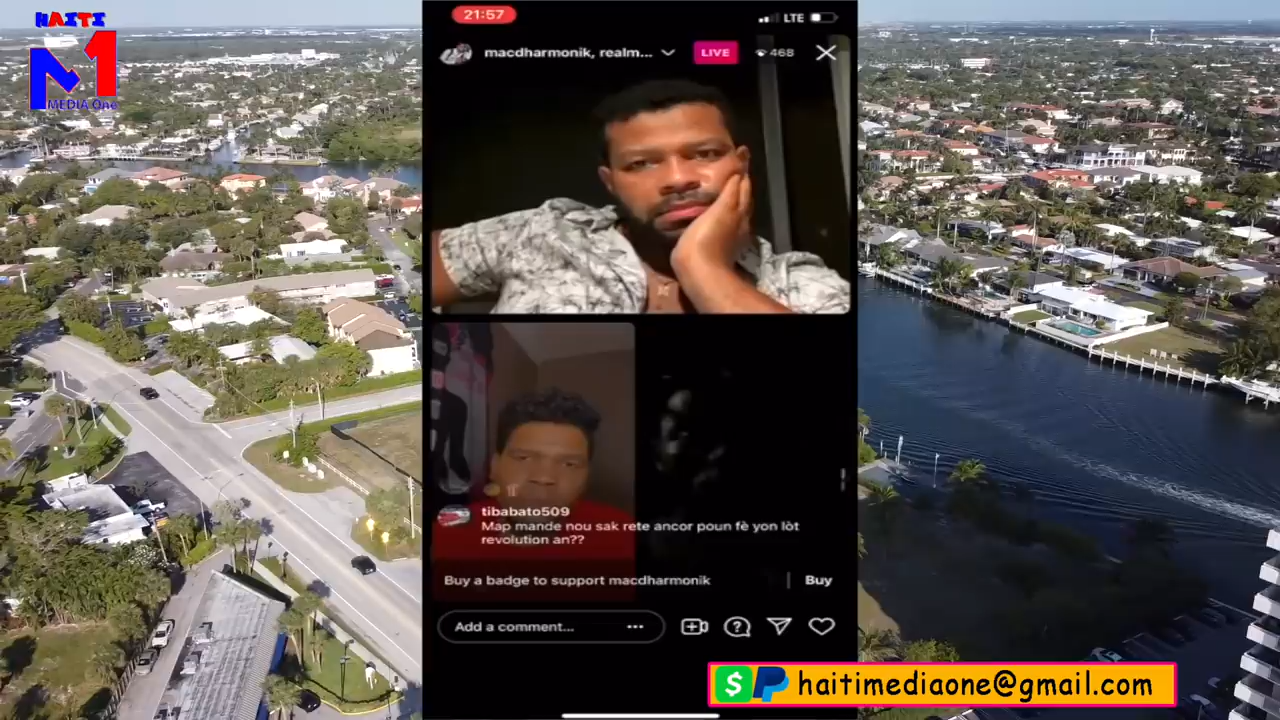 HAITI
M1
MEDIA One
21:57
LTE
macdharmonik, realm...
LIVE
468
tibabato509
Map mande nou sak rete ancor poun fè yon lòt
revolution an??
Buy a badge to support macdharmonik
Buy
Add a comment...
$ P haitimediaone@gmail.com